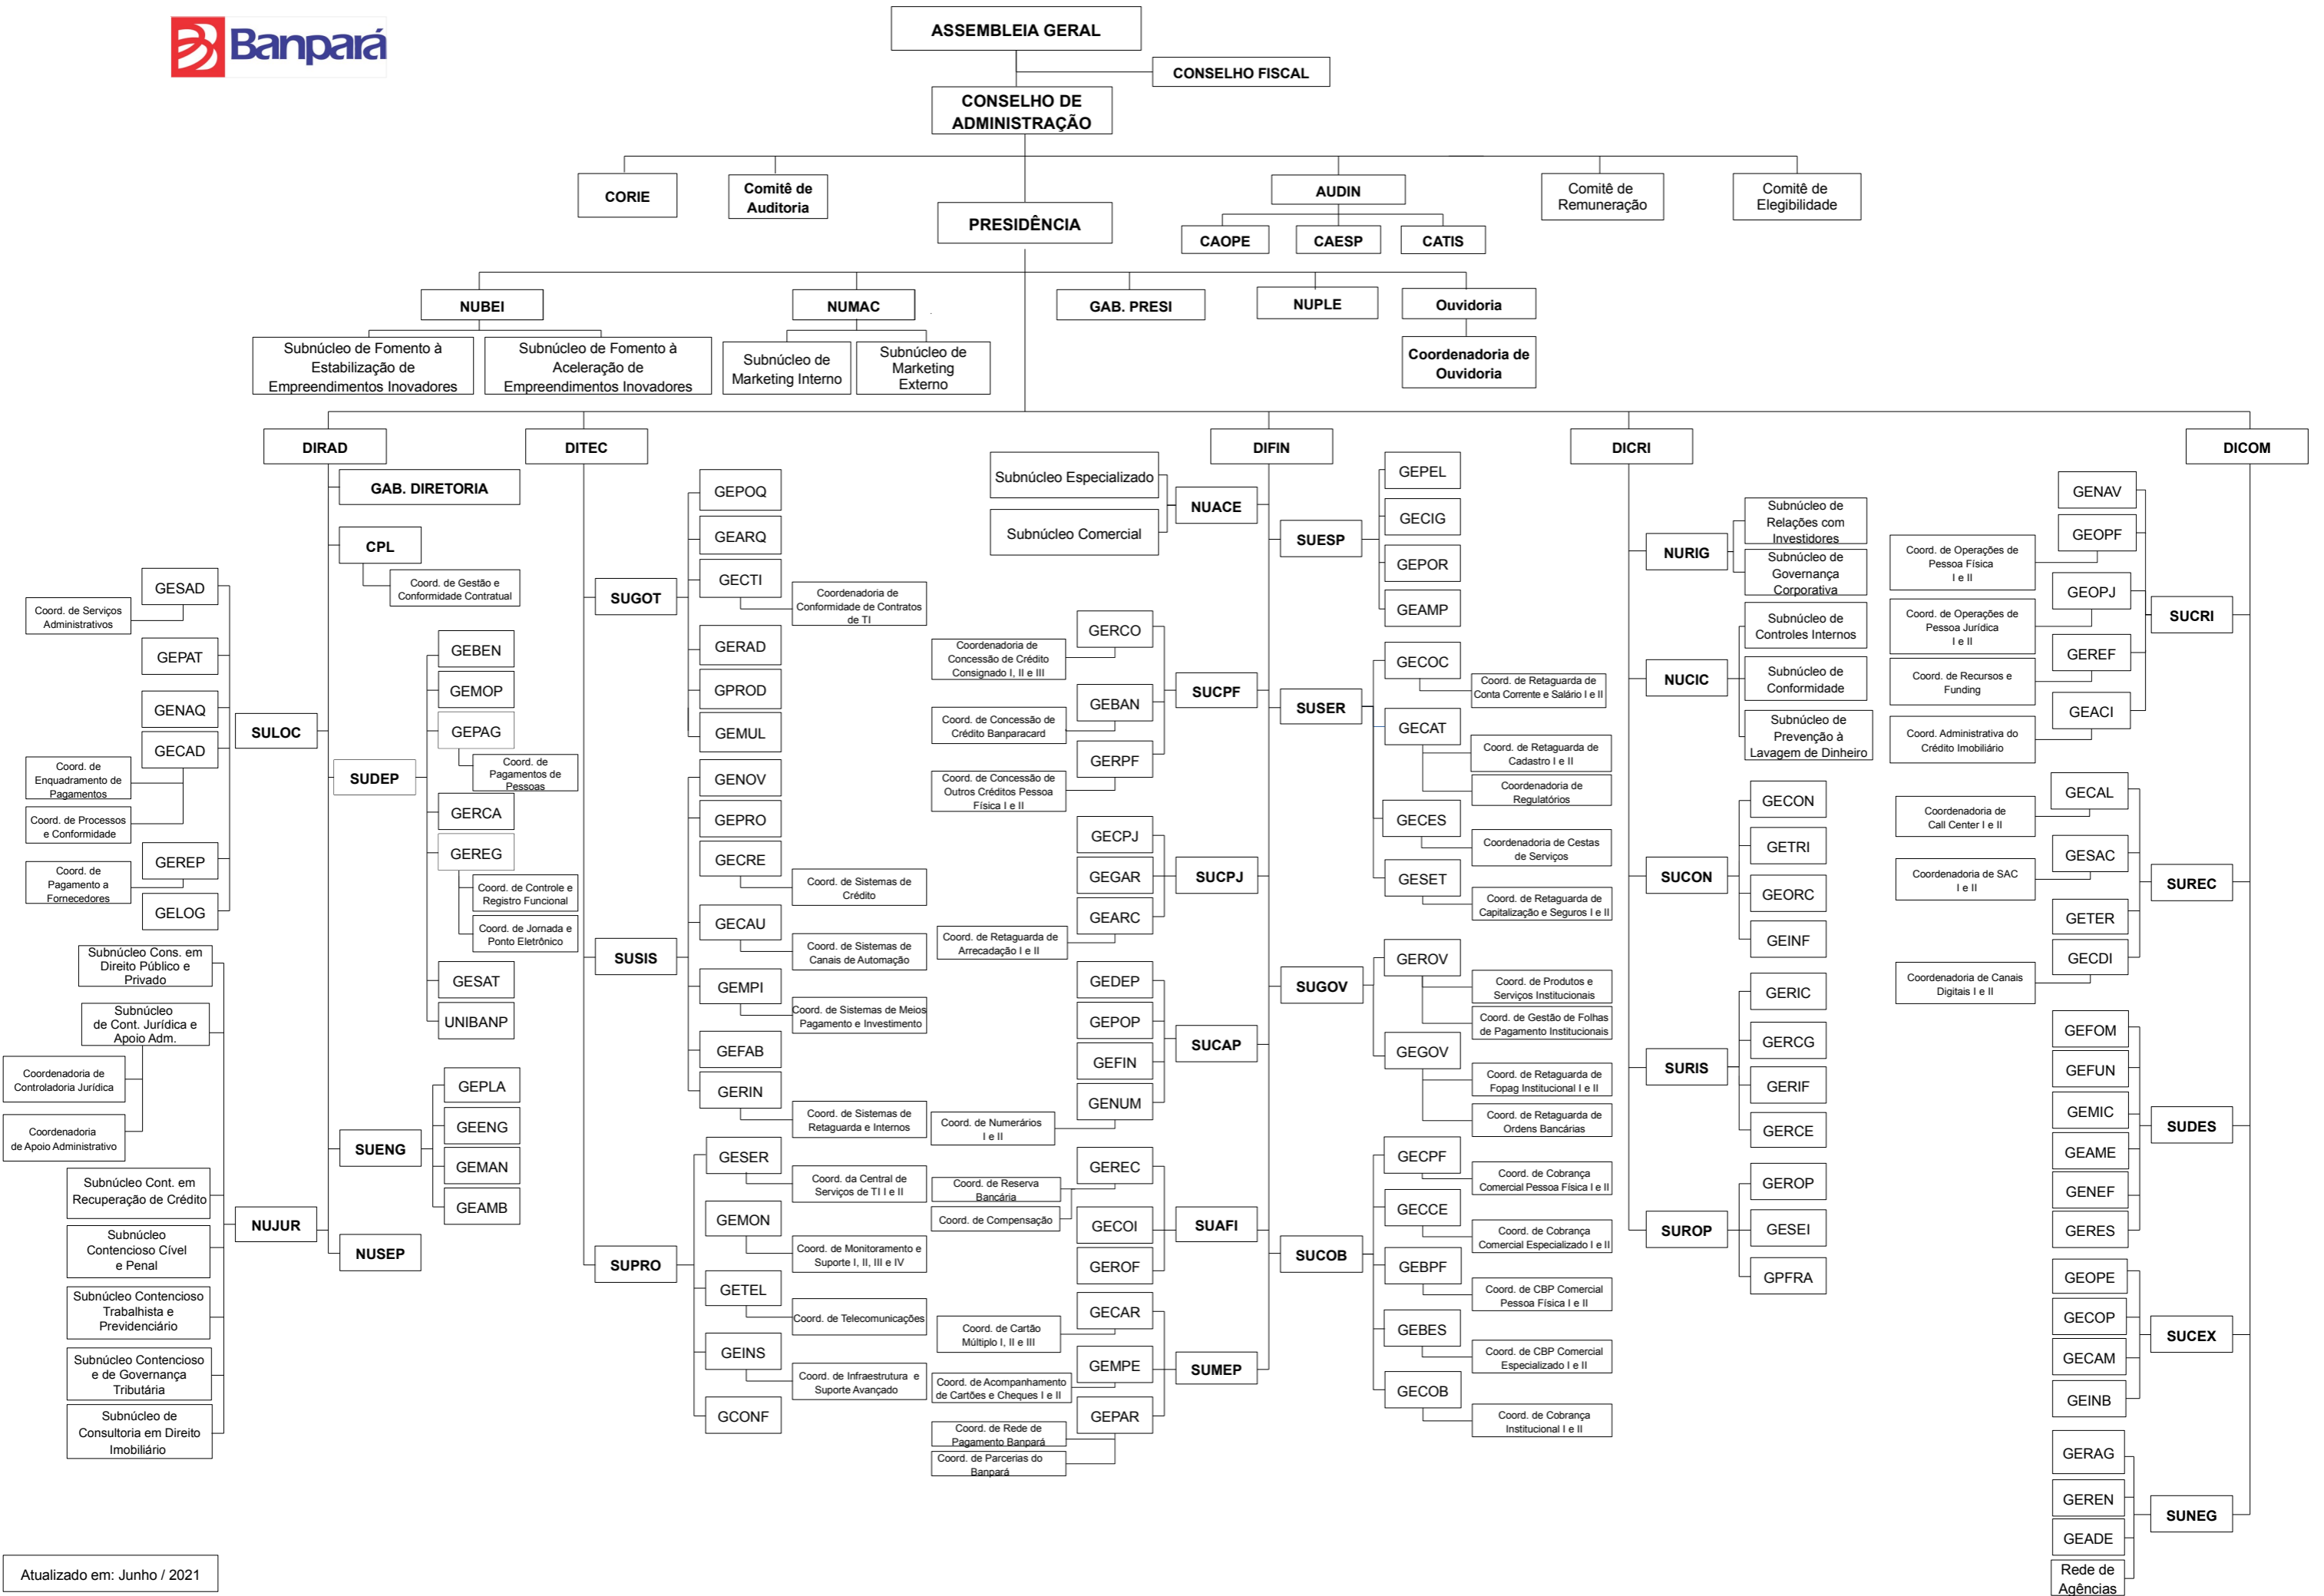 Banpará
ASSEMBLEIA GERAL
CONSELHO FISCAL
CONSELHO DE
ADMINISTRAÇÃO
CORIE
Comitê de
Auditoria
AUDIN
Comitê de
Remuneração
Comitê de
Elegibilidade
PRESIDÊNCIA
CAOPE
CAESP
CATIS
NUBEI
NUMAC
GAB. PRESI
NUPLE
Ouvidoria
Subnúcleo de Fomento à
Estabilização de
Empreendimentos Inovadores
Subnúcleo de Fomento à
Aceleração de
Empreendimentos Inovadores
Subnúcleo de
Marketing Interno
Subnúcleo de
Marketing
Externo
Coordenadoria de
Ouvidoria
DIRAD
DITEC
DIFIN
DICRI
DICOM
GAB. DIRETORIA
CPL
Coord. de Gestão e
Conformidade Contratual
GESAD
Coord. de Serviços
Administrativos
GEPAT
GENAQ
GECAD
SULOC
Coord. de
Enquadramento de
Pagamentos
Coord. de Processos
e Conformidade
GEREP
Coord. de
Pagamento a
Fornecedores
GELOG
SUDEP
GEBEN
GEMOP
GEPAG
Coord. de
Pagamentos de
Pessoas
GERCA
GEREG
Coord. de Controle e
Registro Funcional
Coord. de Jornada e
Ponto Eletrônico
GESAT
UNIBANP
Subnúcleo Cons. em
Direito Público e
Privado
Subnúcleo
de Cont. Jurídica e
Apoio Adm.
Coordenadoria de
Controladoria Jurídica
Coordenadoria
de Apoio Administrativo
Subnúcleo Cont. em
Recuperação de Crédito
NUJUR
Subnúcleo
Contencioso Cível
e Penal
Subnúcleo Contencioso
Trabalhista e
Previdenciário
Subnúcleo Contencioso
e de Governança
Tributária
Subnúcleo de
Consultoria em Direito
Imobiliário
SUENG
GEPLA
GEENG
GEMAN
GEAMB
NUSEP
SUGOT
GEPOQ
GEARQ
GECTI
Coordenadoria de
Conformidade de Contratos
de TI
GERAD
GPROD
GEMUL
SUSIS
GENOV
GEPRO
GECRE
Coord. de Sistemas de
Crédito
GECAU
Coord. de Sistemas de
Canais de Automação
GEMPI
Coord. de Sistemas de Meios
Pagamento e Investimento
GEFAB
GERIN
Coord. de Sistemas de
Retaguarda e Internos
SUPRO
GESER
Coord. da Central de
Serviços de TI I e II
GEMON
Coord. de Monitoramento e
Suporte I, II, III e IV
GETEL
Coord. de Telecomunicações
GEINS
Coord. de Infraestrutura e
Suporte Avançado
GCONF
Subnúcleo Especializado
NUACE
Subnúcleo Comercial
GERCO
Coordenadoria de
Concessão de Crédito
Consignado I, II e III
SUCPF
GEBAN
Coord. de Concessão de
Crédito Banparacard
GERPF
Coord. de Concessão de
Outros Créditos Pessoa
Física I e II
GECPJ
GEGAR
SUCPJ
GEARC
Coord. de Retaguarda de
Arrecadação I e II
GEDEP
GEPOP
SUCAP
GEFIN
GENUM
Coord. de Numerários
I e II
GEREC
Coord. de Reserva
Bancária
Coord. de Compensação
GECOI
SUAFI
GEROF
GECAR
Coord. de Cartão
Múltiplo I, II e III
GEMPE
SUMEP
Coord. de Acompanhamento
de Cartões e Cheques I e II
GEPAR
Coord. de Rede de
Pagamento Banpará
Coord. de Parcerias do
Banpará
SUESP
GEPEL
GECIG
GEPOR
GEAMP
SUSER
GECOC
Coord. de Retaguarda de
Conta Corrente e Salário I e II
GECAT
Coord. de Retaguarda de
Cadastro I e II
Coordenadoria de
Regulatórios
GECES
Coordenadoria de Cestas
de Serviços
GESET
Coord. de Retaguarda de
Capitalização e Seguros I e II
SUGOV
GEROV
Coord. de Produtos e
Serviços Institucionais
Coord. de Gestão de Folhas
de Pagamento Institucionais
GEGOV
Coord. de Retaguarda de
Fopag Institucional I e II
Coord. de Retaguarda de
Ordens Bancárias
SUCOB
GECPF
Coord. de Cobrança
Comercial Pessoa Física I e II
GECCE
Coord. de Cobrança
Comercial Especializado I e II
GEBPF
Coord. de CBP Comercial
Pessoa Física I e II
GEBES
Coord. de CBP Comercial
Especializado I e II
GECOB
Coord. de Cobrança
Institucional I e II
NURIG
Subnúcleo de
Relações com
Investidores
Subnúcleo de
Governança
Corporativa
NUCIC
Subnúcleo de
Controles Internos
Subnúcleo de
Conformidade
Subnúcleo de
Prevenção à
Lavagem de Dinheiro
SUCON
GECON
GETRI
GEORC
GEINF
SURIS
GERIC
GERCG
GERIF
GERCE
SUROP
GEROP
GESEI
GPFRA
GENAV
GEOPF
Coord. de Operações de
Pessoa Física
I e II
GEOPJ
Coord. de Operações de
Pessoa Jurídica
I e II
SUCRI
GEREF
Coord. de Recursos e
Funding
GEACI
Coord. Administrativa do
Crédito Imobiliário
GECAL
Coordenadoria de
Call Center I e II
GESAC
Coordenadoria de SAC
I e II
SUREC
GETER
GECDI
Coordenadoria de Canais
Digitais I e II
GEFOM
GEFUN
GEMIC
SUDES
GEAME
GENEF
GERES
GEOPE
GECOP
SUCEX
GECAM
GEINB
GERAG
GEREN
SUNEG
GEADE
Rede de
Agências
Atualizado em: Junho / 2021